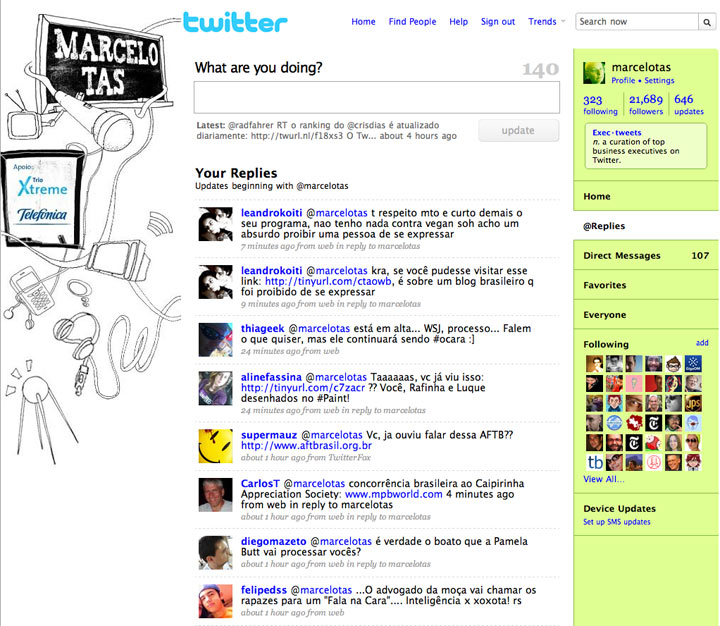 MARCELO
TAS
Apoio:
Trio
Xtreme
Telefónica
twitter
Home Find People Help Sign out Trends
Search now
What are you doing?
140
Latest: @radfahrer RT o ranking do @crisdias é atualizado
diariamente: http://twurl.nl/f18xs3 O Tw... about 4 hours ago
update
Your Replies
Updates beginning with @marcelotas
leandrokoiti @marcelotas t respeito mto e curto demais o
seu programa, nao tenho nada contra vegan soh acho um
absurdo proibir uma pessoa de se expressar
7 minutes ago from web in reply to marcelotas
leandrokoiti @marcelotas kra, se você pudesse visitar esse
link: http://tinyurl.com/ctaowb, é sobre um blog brasileiro q
foi proibido de se expressar
9 minutes ago from web in reply to marcelotas
thiageek @marcelotas está em alta... WSJ, processo... Falem
o que quiser, mas ele continuará sendo #ocara :]
24 minutes ago from web
alinefassina @marcelotas Taaaaaas, vc já viu isso:
http://tinyurl.com/c7zacr ?? Você, Rafinha e Luque
desenhados no #Paint!
24 minutes ago from web in reply to marcelotas
supermauz @marcelotas Vc, ja ouviu falar dessa AFTB??
http://www.aftbrasil.org.br
about 1 hour ago from TwitterFox
CarlosT @marcelotas concorrência brasileira ao Caipirinha
Appreciation Society: www.mpbworld.com 4 minutes ago
from web in reply to marcelotas
about 1 hour ago from web in reply to marcelotas
diegomazeto @marcelotas é verdade o boato que a Pamela
Butt vai processar vocês?
about 1 hour ago from web in reply to marcelotas
felipedss @marcelotas ...O advogado da moça vai chamar os
rapazes para um "Fala na Cara".... Inteligência x xoxota! rs
about 1 hour ago from web
marcelotas
Profile • Settings
323 21,689 646
following followers updates
Exec-tweets
n. a curation of top
business executives on
Twitter.
Home
@Replies
Direct Messages 107
Favorites
Everyone
Following add
tb
View All...
Device Updates
Set up SMS updates